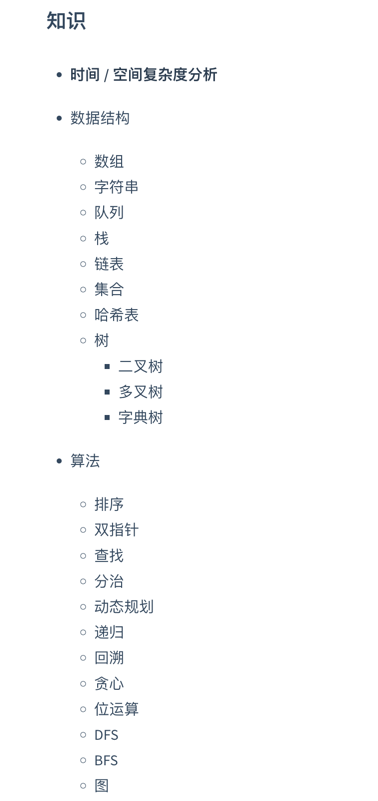 知识
时间 / 空间复杂度分析
数据结构
数组
字符串
队列
栈
链表
集合
哈希表
树
二叉树
多叉树
字典树
算法
排序
双指针
查找
分治
动态规划
递归
回溯
贪心
位运算
DFS
BFS
图